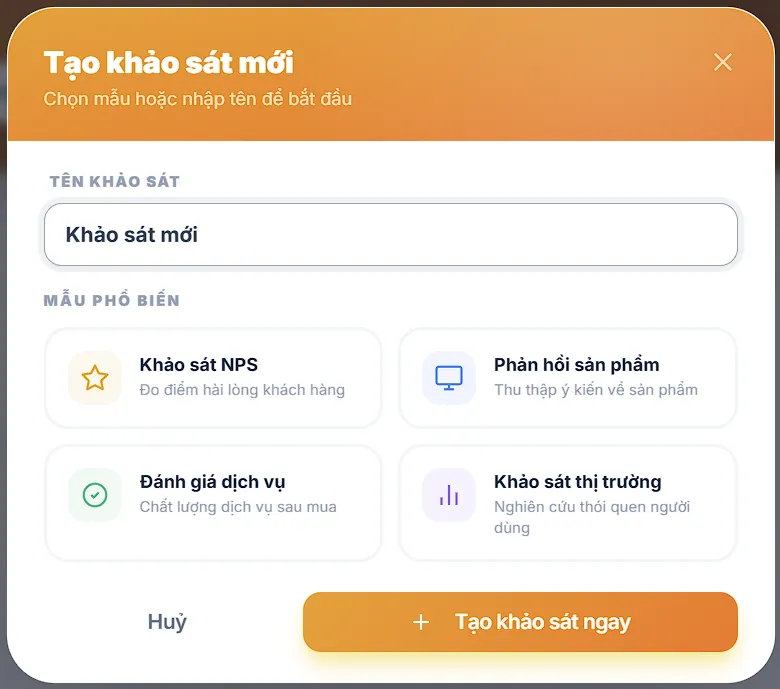 Tạo khảo sát mới
Chọn mẫu hoặc nhập tên để bắt đầu
TÊN KHẢO SÁT
Khảo sát mới
MẪU PHỔ BIẾN
Khảo sát NPS
Đo điểm hài lòng khách hàng
Phản hồi sản phẩm
Thu thập ý kiến về sản phẩm
Đánh giá dịch vụ
Chất lượng dịch vụ sau mua
Khảo sát thị trường
Nghiên cứu thói quen người
dùng
Huỷ
+ Tạo khảo sát ngay